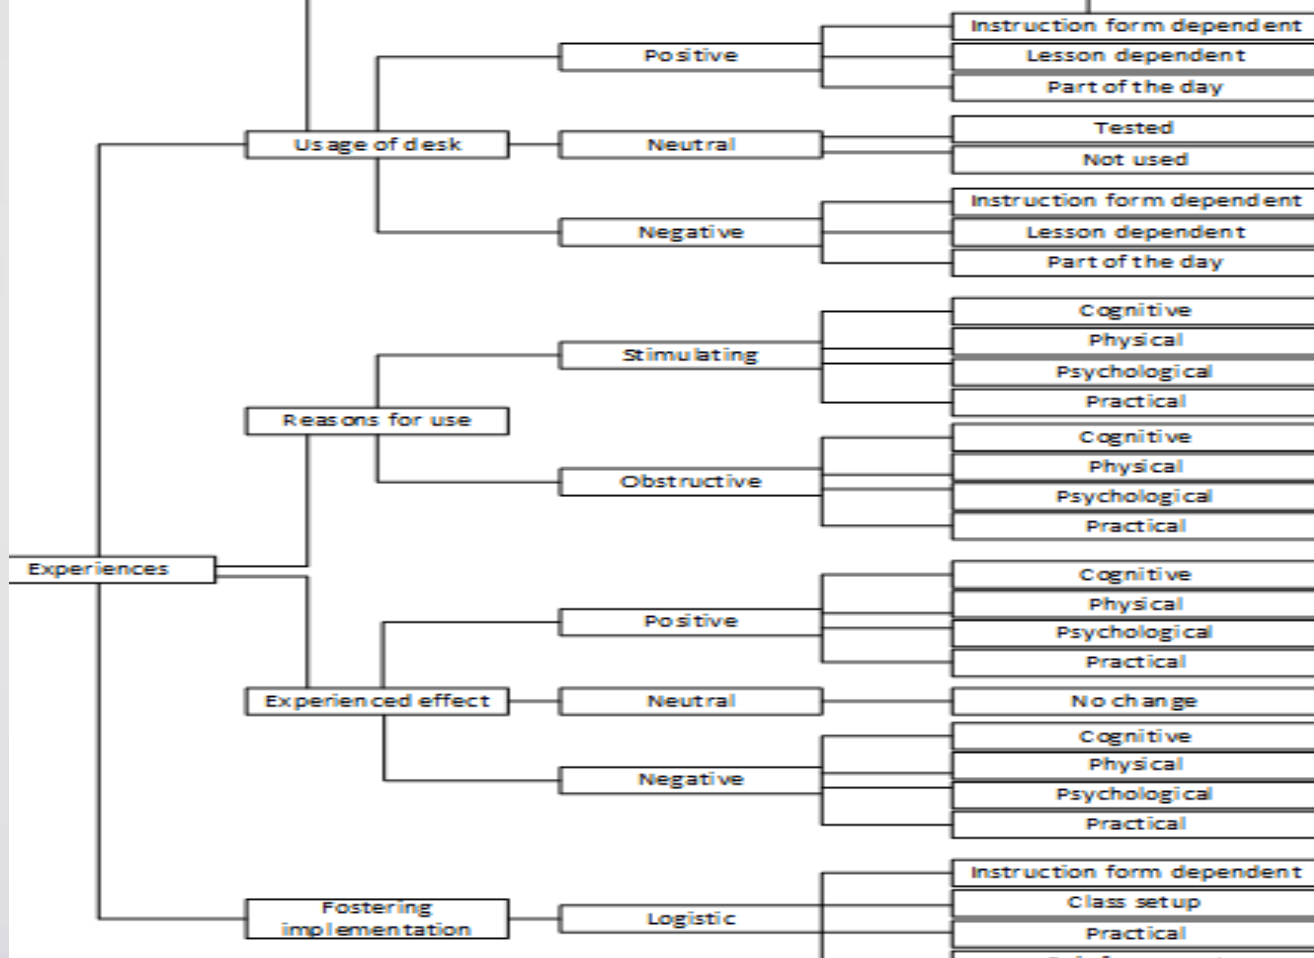 Instruction form dependent
Positive
Lesson dependent
Part of the day
Tested
Usage of desk
Neutral
Not used
Instruction form dependent
Negative
Lesson dependent
Part of the day
Cognitive
Physical
Stimulating
Psychological
Practical
Reasons for use
Cognitive
Physical
Obstructive
Psychological
Practical
Experiences
Cognitive
Physical
Positive
Psychological
Practical
Experienced effect
Neutral
No change
Cognitive
Physical
Negative
Psychological
Practical
Instruction form dependent
Fostering
implementation
Logistic
Class setup
Practical